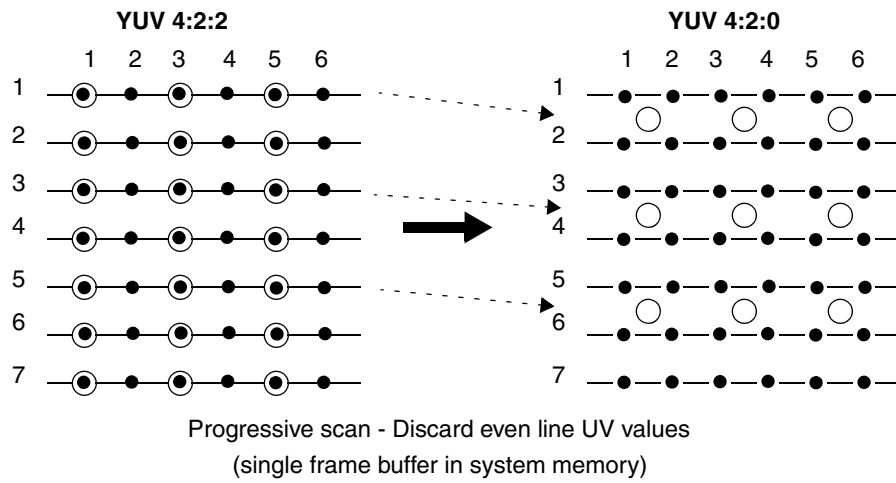 YUV 4:2:2
YUV 4:2:0
1 2 3 4 5 6
1 2 3 4 5 6
1
2
3
4
5
6
7
1
2
3
4
5
6
7
Progressive scan - Discard even line UV values
(single frame buffer in system memory)